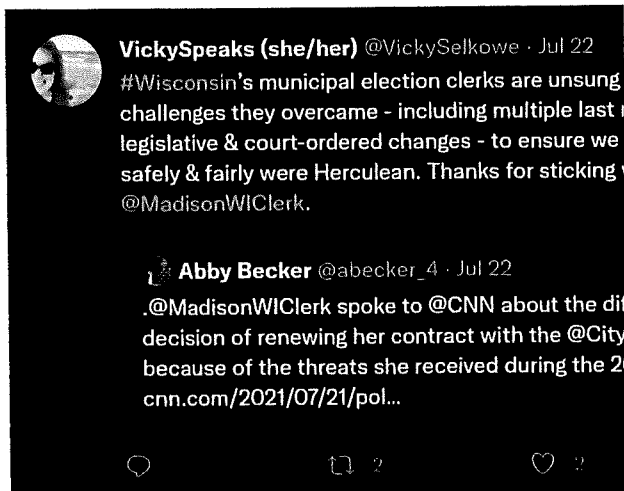 VickySpeaks (she/her) @VickySelkowe · Jul 22
#Wisconsin's municipal election clerks are unsung
challenges they overcame - including multiple last
legislative & court-ordered changes - to ensure we
safely & fairly were Herculean. Thanks for sticking
@MadisonWIClerk.
Abby Becker @abecker_4 · Jul 22
.@MadisonWIClerk spoke to @CNN about the
decision of renewing her contract with the @City
because of the threats she received during the
cnn.com/2021/07/21/pol...
2
2